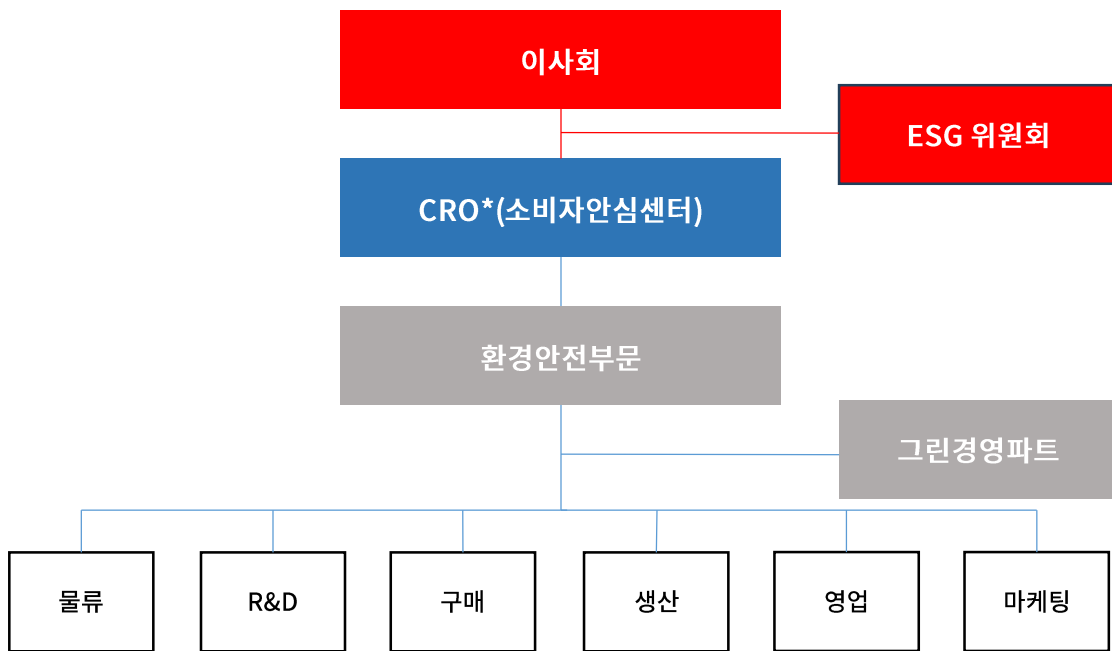 이사회
ESG 위원회
CRO*(소비자안심센터)
환경안전부문
그린경영파트
물류
R&D
구매
생산
영업
마케팅